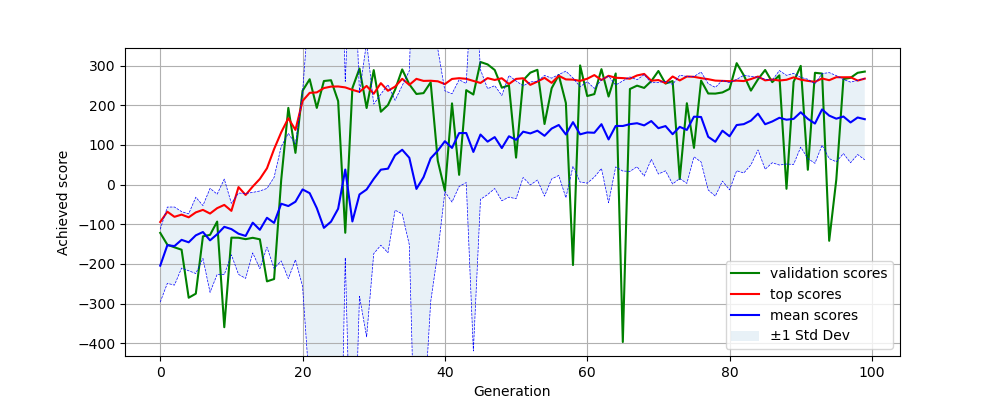 300
200
100
0
−100
−200
−300
−400
Achieved score
0 20 40 60 80 100
Generation
validation scores
top scores
mean scores
±1 Std Dev